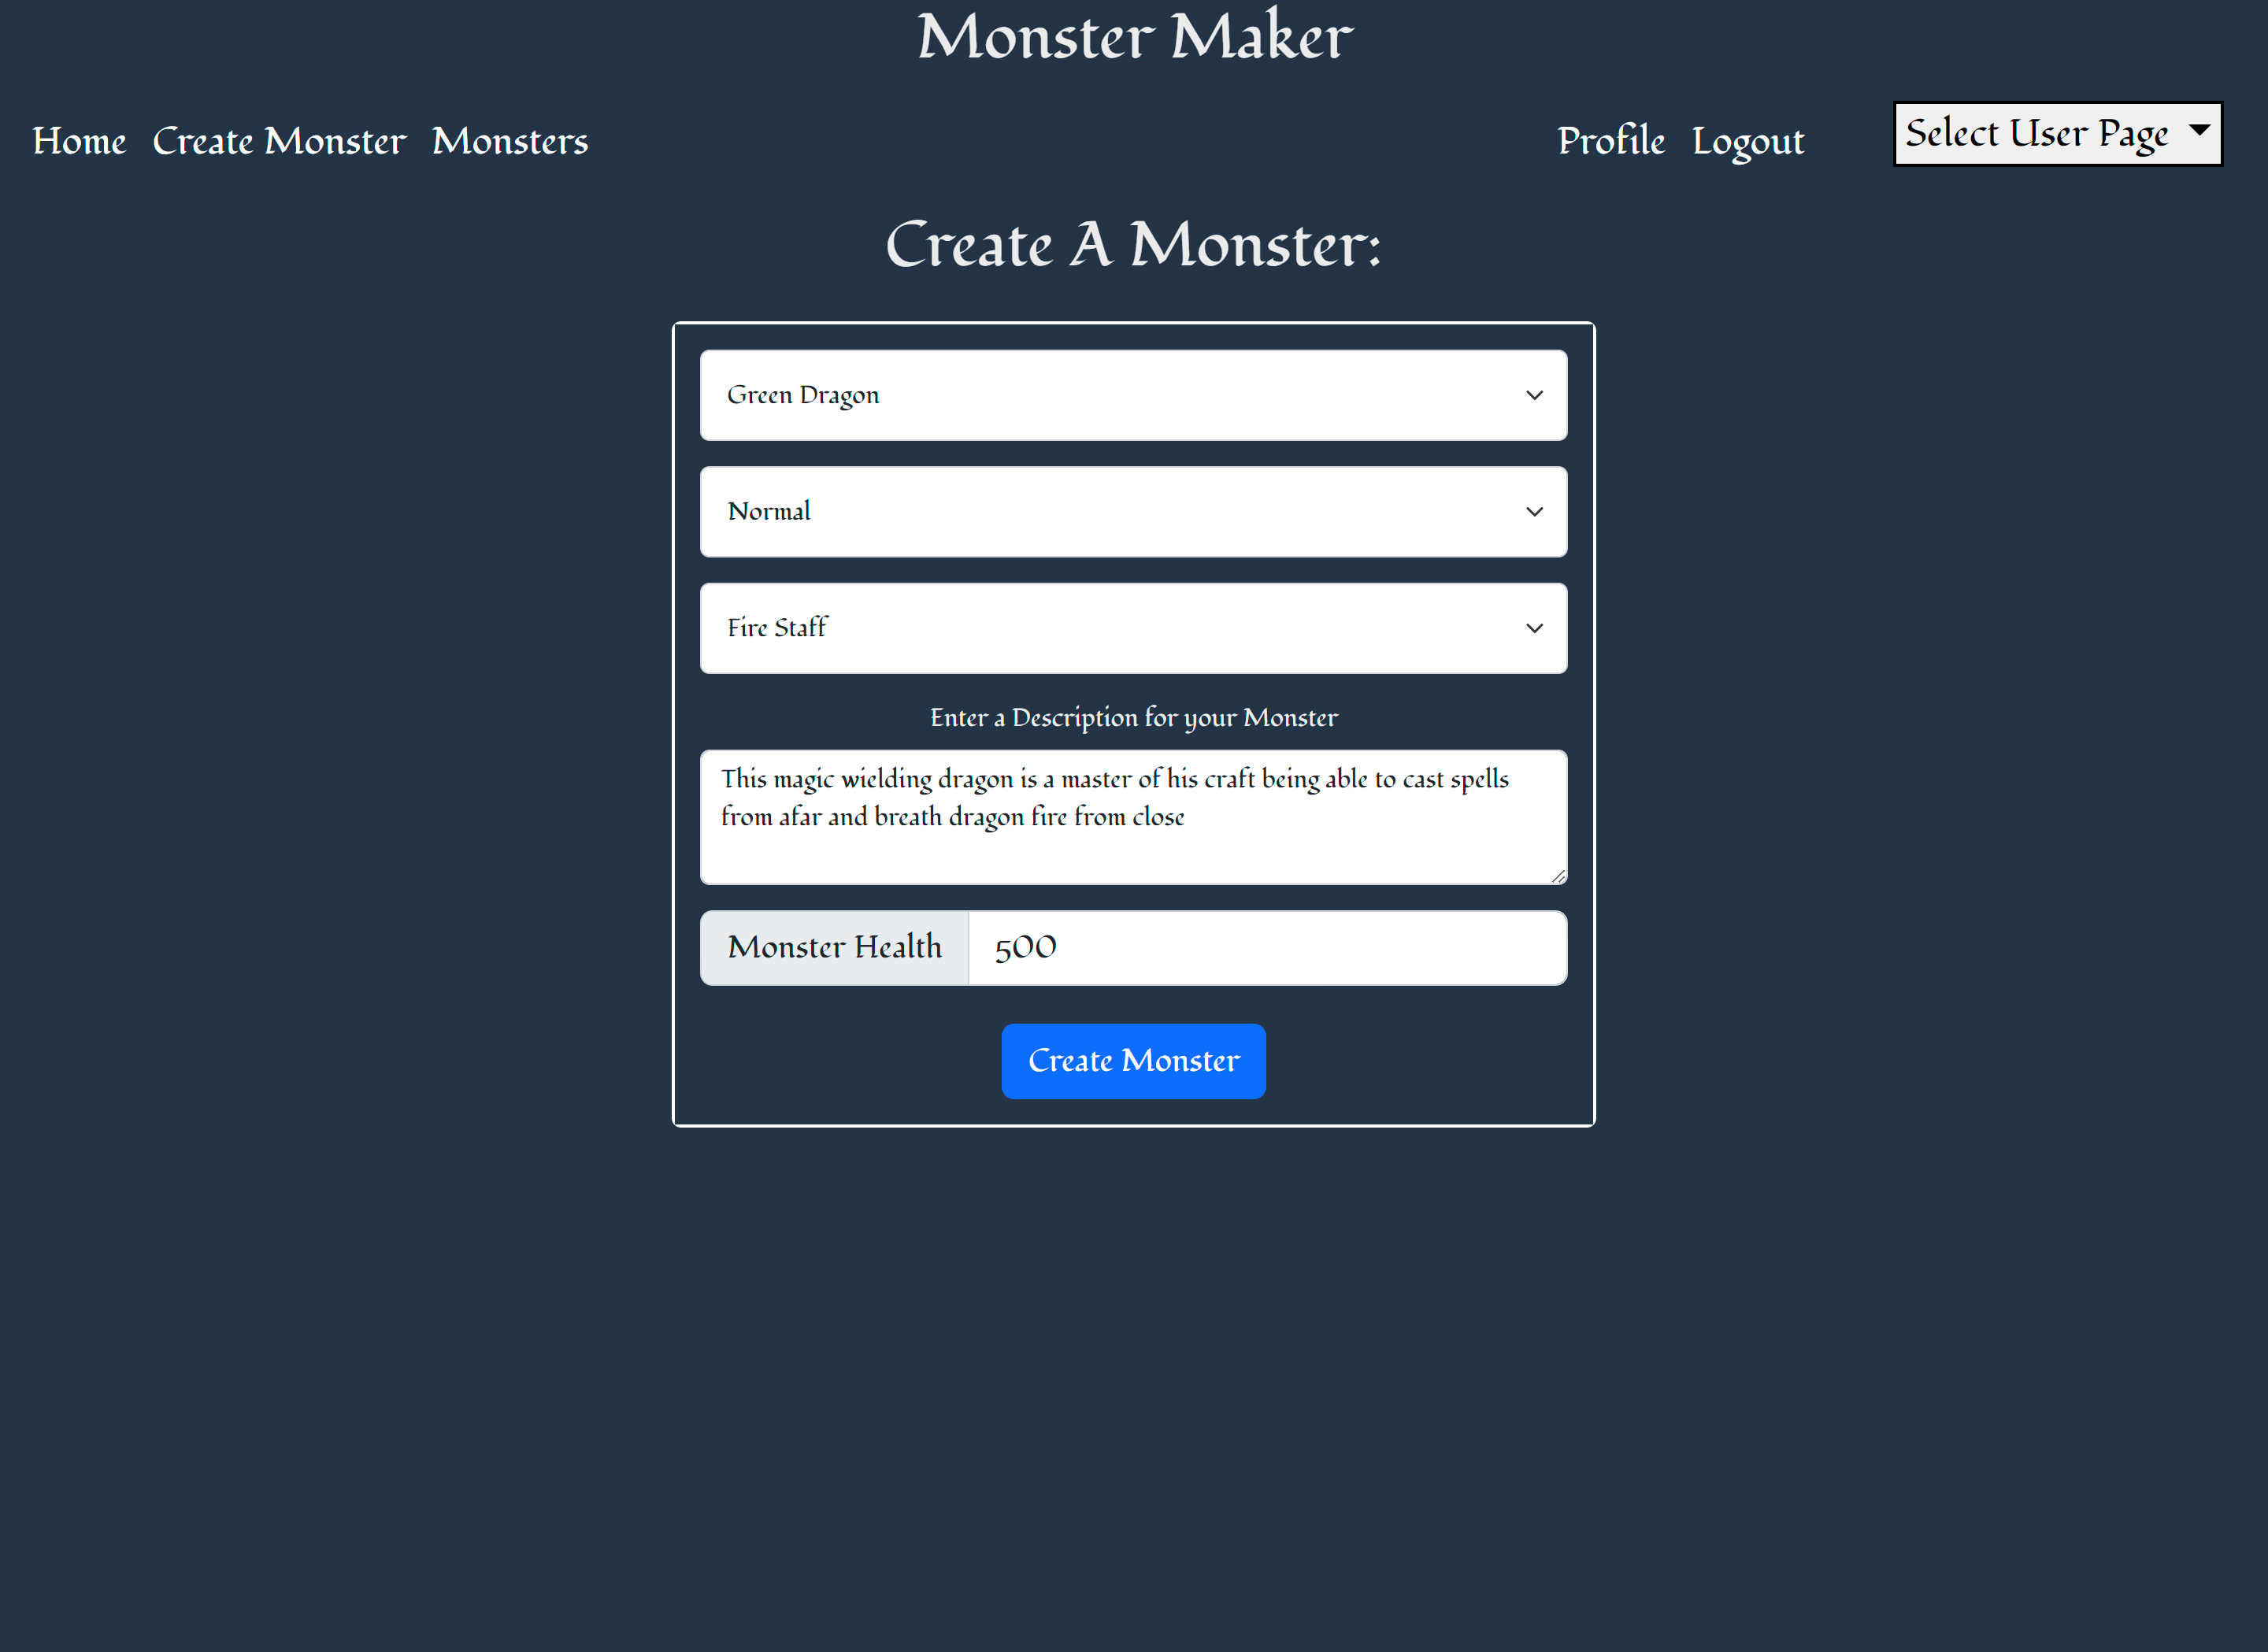 Monster Maker
Home Create Monster Monsters Profile Logout Select User Page
Create A Monster:
Green Dragon
Normal
Fire Staff
Enter a Description for your Monster
This magic wielding dragon is a master of his craft being able to cast spells
from afar and breath dragon fire from close
Monster Health 500
Create Monster